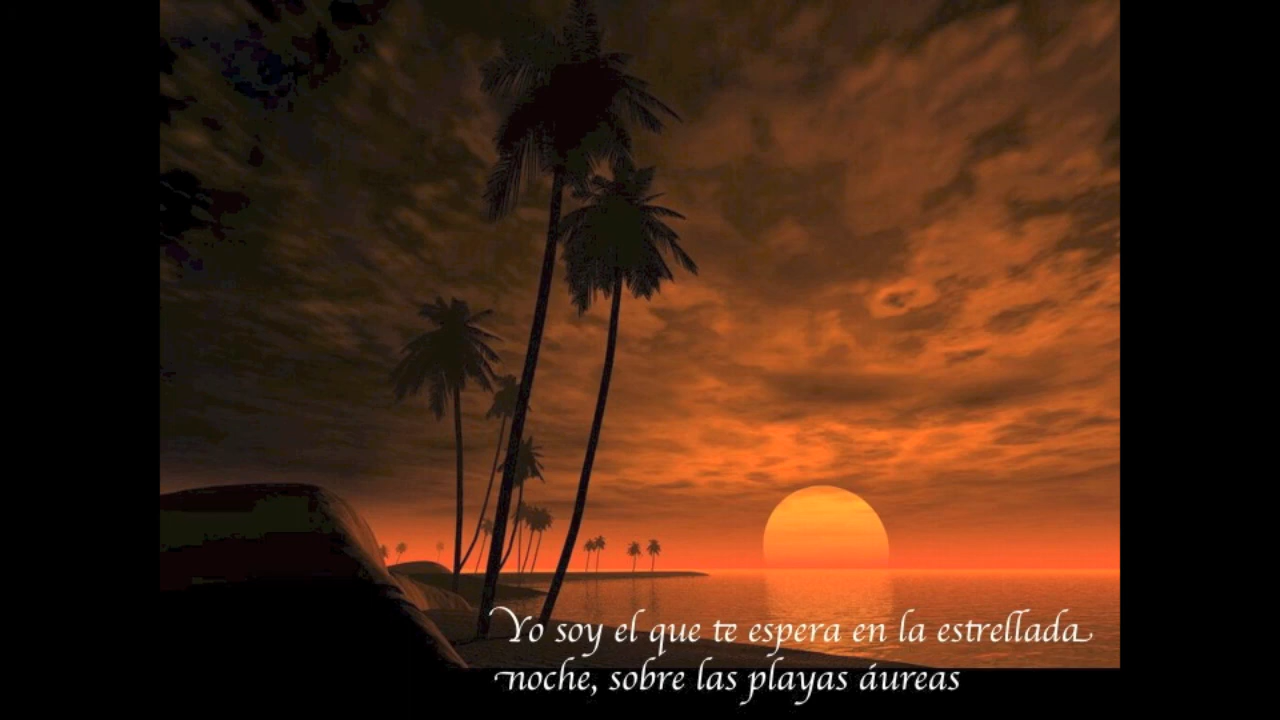 Yo soy el que te espera en la estrellada
noche, sobre las playas áureas